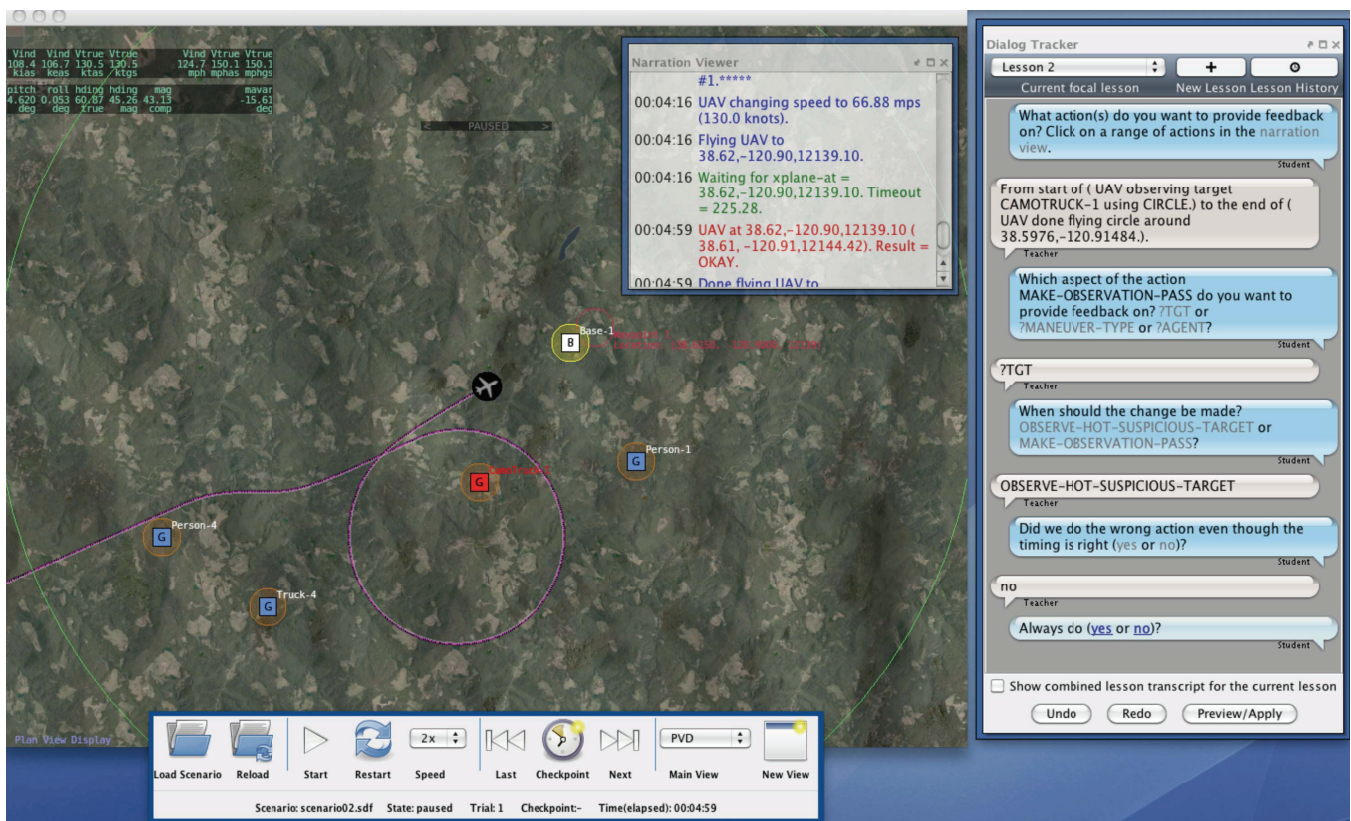 Vind Vind Vtrue Vtrue Vind Vtrue Vtrue
108.4 106.7 130.5 130.5 124.7 150.1 150.1
kias keas ktas ktgs mph mphas mphgs
pitch roll hding hding mag mavar
4.620 0.053 60.87 45.26 43.13 -15.61
deg deg true mag comp deg
< PAUSED >
Narration Viewer
#1.*****
00:04:16 UAV changing speed to 66.88 mps
(130.0 knots).
00:04:16 Flying UAV to
38.62,-120.90,12139.10.
00:04:16 Waiting for xplane-at =
38.62,-120.90,12139.10. Timeout
= 225.28.
00:04:59 UAV at 38.62,-120.90,12139.10 (
38.61, -120.91,12144.42). Result =
OKAY.
00:04:59 Done flying UAV to
Base-1
B
Person-1
G
G
Person-4
G
Truck-4
G
Plan View Display
Dialog Tracker
Lesson 2
Current focal lesson New Lesson Lesson History
What action(s) do you want to provide feedback
on? Click on a range of actions in the narration
view.
Student
From start of ( UAV observing target
CAMOTRUCK-1 using CIRCLE.) to the end of (
UAV done flying circle around
38.5976,-120.91484.).
Teacher
Which aspect of the action
MAKE-OBSERVATION-PASS do you want to
provide feedback on? ?TGT or
?MANEUVER-TYPE or ?AGENT?
Student
?TGT
Teacher
When should the change be made?
OBSERVE-HOT-SUSPICIOUS-TARGET or
MAKE-OBSERVATION-PASS?
Student
OBSERVE-HOT-SUSPICIOUS-TARGET
Teacher
Did we do the wrong action even though the
timing is right (yes or no)?
Student
no
Teacher
Always do (yes or no)?
Student
Show combined lesson transcript for the current lesson
Undo Redo Preview/Apply
2x PVD
Load Scenario Reload Start Restart Speed Last Checkpoint Next Main View New View
Scenario: scenario02.sdf State: paused Trial: 1 Checkpoint:- Time(elapsed): 00:04:59